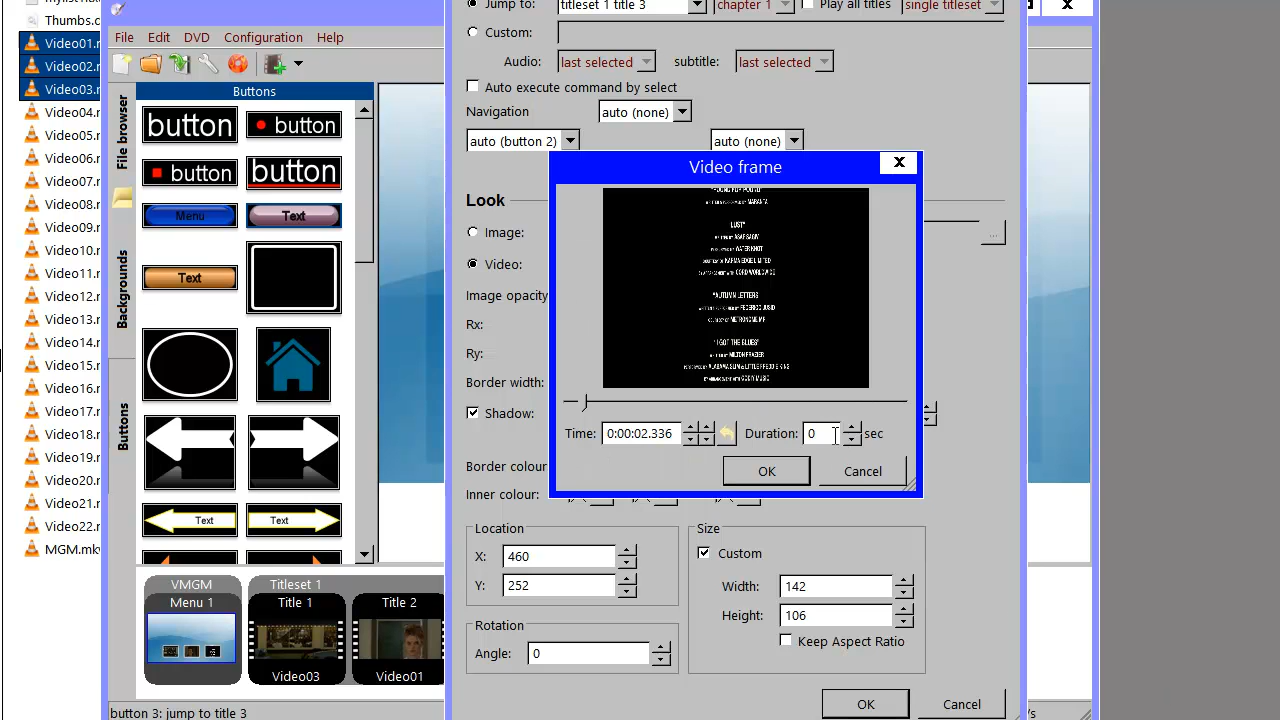 Thumbs.c
Video01.r
Video02.r
Video03.r
Video04.r
Video05.r
Video06.r
Video07.r
Video08.r
Video09.r
Video10.r
Video11.r
Video12.r
Video13.r
Video14.r
Video15.r
Video16.r
Video17.r
Video18.r
Video19.r
Video20.r
Video21.r
Video22.r
MGM.mkv
File Edit DVD Configuration Help
File browser
Backgrounds
Buttons
Buttons
button
button
button
button
Menu
Text
Text
Text
Text
VMGM
Menu 1
Titleset 1
Title 1
Video03
Title 2
Video01
button 3: jump to title 3
Jump to: titleset 1 title 3 chapter 1 Play all titles single titleset
Custom:
Audio: last selected subtitle: last selected
Auto execute command by select
Navigation auto (none)
auto (button 2) auto (none)
Look
Image: ...
Video:
Image opacity
Rx:
Ry:
Border width:
Shadow:
Border colour
Inner colour:
Video frame
LUST"
"AUTUMN LETTERS
"I GOT THE BLUES"
Time: 0:00:02.336 Duration: 0 sec
OK Cancel
Location
X: 460
Y: 252
Rotation
Angle: 0
Size
Custom
Width: 142
Height: 106
Keep Aspect Ratio
OK Cancel